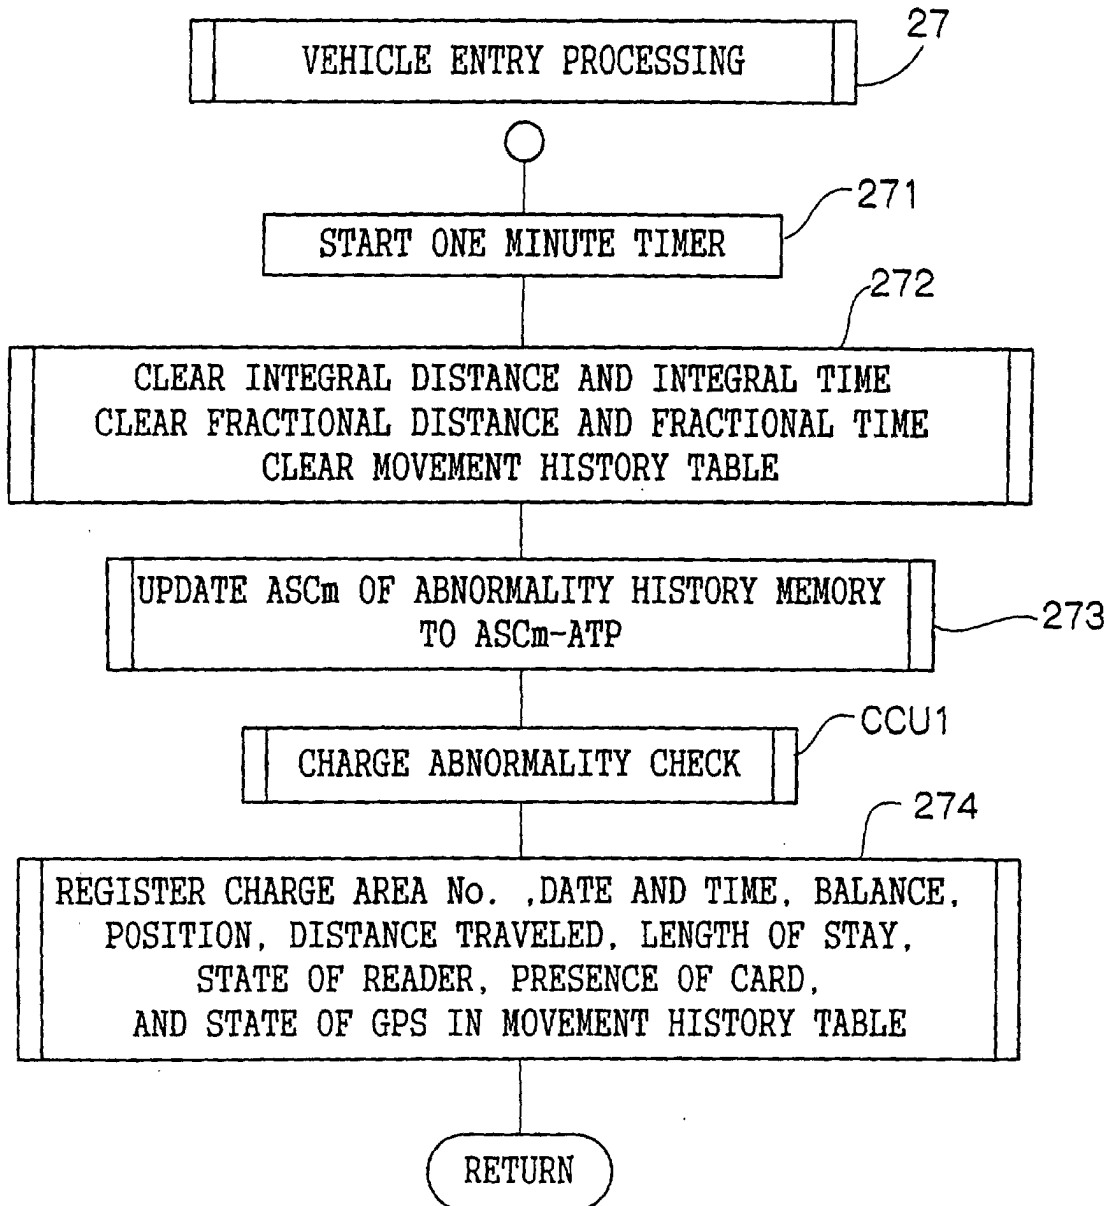 27
VEHICLE ENTRY PROCESSING
271
START ONE MINUTE TIMER
272
CLEAR INTEGRAL DISTANCE AND INTEGRAL TIME
CLEAR FRACTIONAL DISTANCE AND FRACTIONAL TIME
CLEAR MOVEMENT HISTORY TABLE
UPDATE ASCm OF ABNORMALITY HISTORY MEMORY
TO ASCm-ATP
273
CCU1
CHARGE ABNORMALITY CHECK
274
REGISTER CHARGE AREA No. ,DATE AND TIME, BALANCE,
POSITION, DISTANCE TRAVELED, LENGTH OF STAY,
STATE OF READER, PRESENCE OF CARD,
AND STATE OF GPS IN MOVEMENT HISTORY TABLE
RETURN